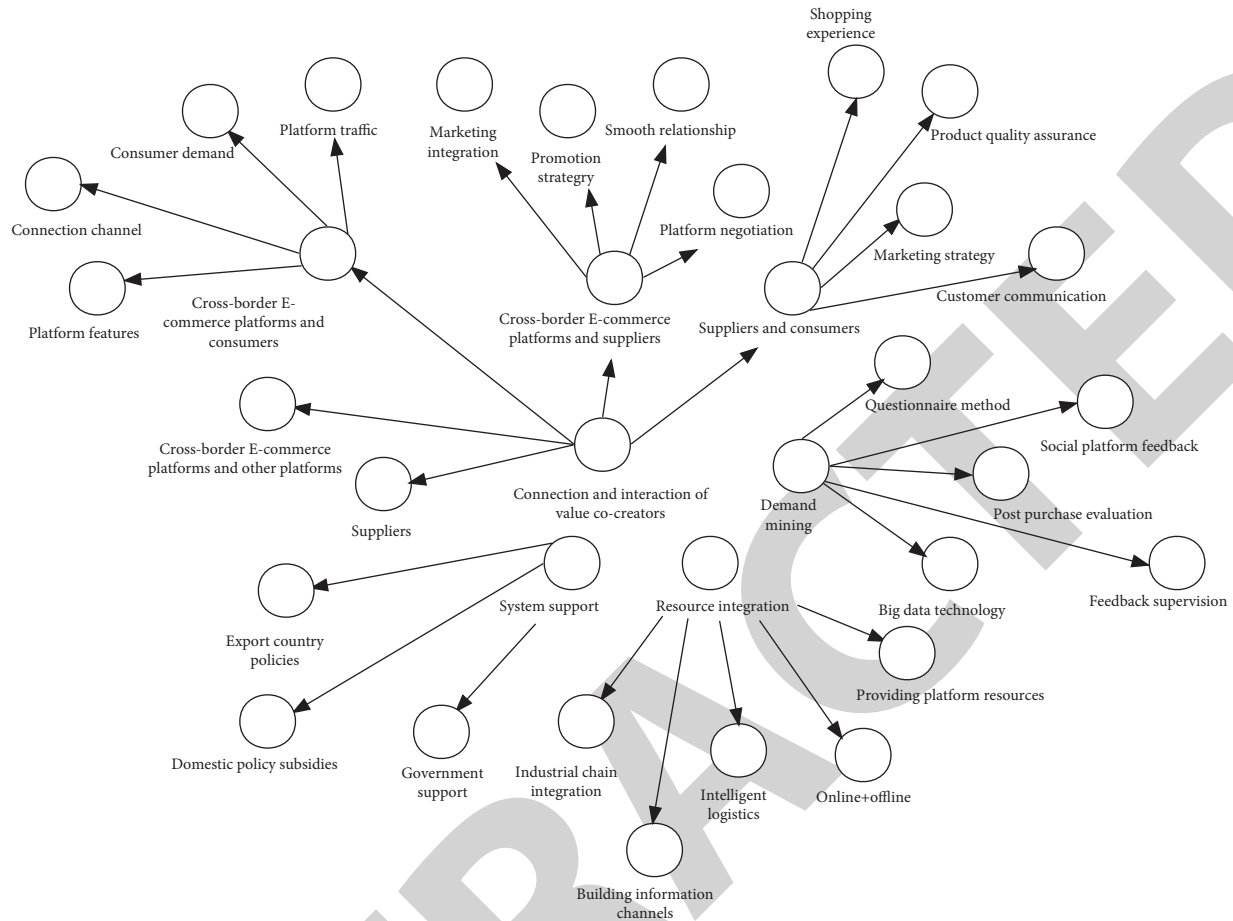 Shopping
experience
Platform traffic
Marketing
integration
Smooth relationship
Product quality assurance
Consumer demand
Promotion
strategry
Connection channel
Platform negotiation
Marketing strategy
Customer communication
Platform features
Cross-border E-
commerce platforms and
consumers
Cross-border E-commerce
platforms and suppliers
Suppliers and consumers
Questionnaire method
Cross-border E-commerce
platforms and other platforms
Social platform feedback
Connection and interaction of
value co-creators
Suppliers
Demand
mining
Post purchase evaluation
System support
Resource integration
Big data technology
Feedback supervision
Export country
policies
Providing platform resources
Domestic policy subsidies
Government
support
Industrial chain
integration
Intelligent
logistics
Online+offline
Building information
channels